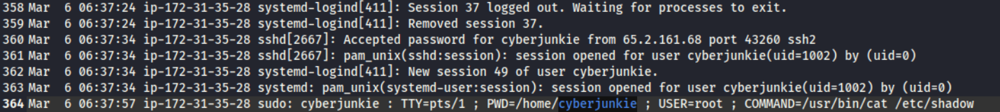 358 Mar  6 06:37:24 ip-172-31-35-28 systemd-logind[411]: Session 37 logged out. Waiting for processes to exit.
359 Mar  6 06:37:24 ip-172-31-35-28 systemd-logind[411]: Removed session 37.
360 Mar  6 06:37:34 ip-172-31-35-28 sshd[2667]: Accepted password for cyberjunkie from 65.2.161.68 port 43260 ssh2
361 Mar  6 06:37:34 ip-172-31-35-28 sshd[2667]: pam_unix(sshd:session): session opened for user cyberjunkie(uid=1002) by (uid=0)
362 Mar  6 06:37:34 ip-172-31-35-28 systemd-logind[411]: New session 49 of user cyberjunkie.
363 Mar  6 06:37:34 ip-172-31-35-28 systemd: pam_unix(systemd-user:session): session opened for user cyberjunkie(uid=1002) by (uid=0)
364 Mar  6 06:37:57 ip-172-31-35-28 sudo: cyberjunkie : TTY=pts/1 ; PWD=/home/cyberjunkie ; USER=root ; COMMAND=/usr/bin/cat /etc/shadow